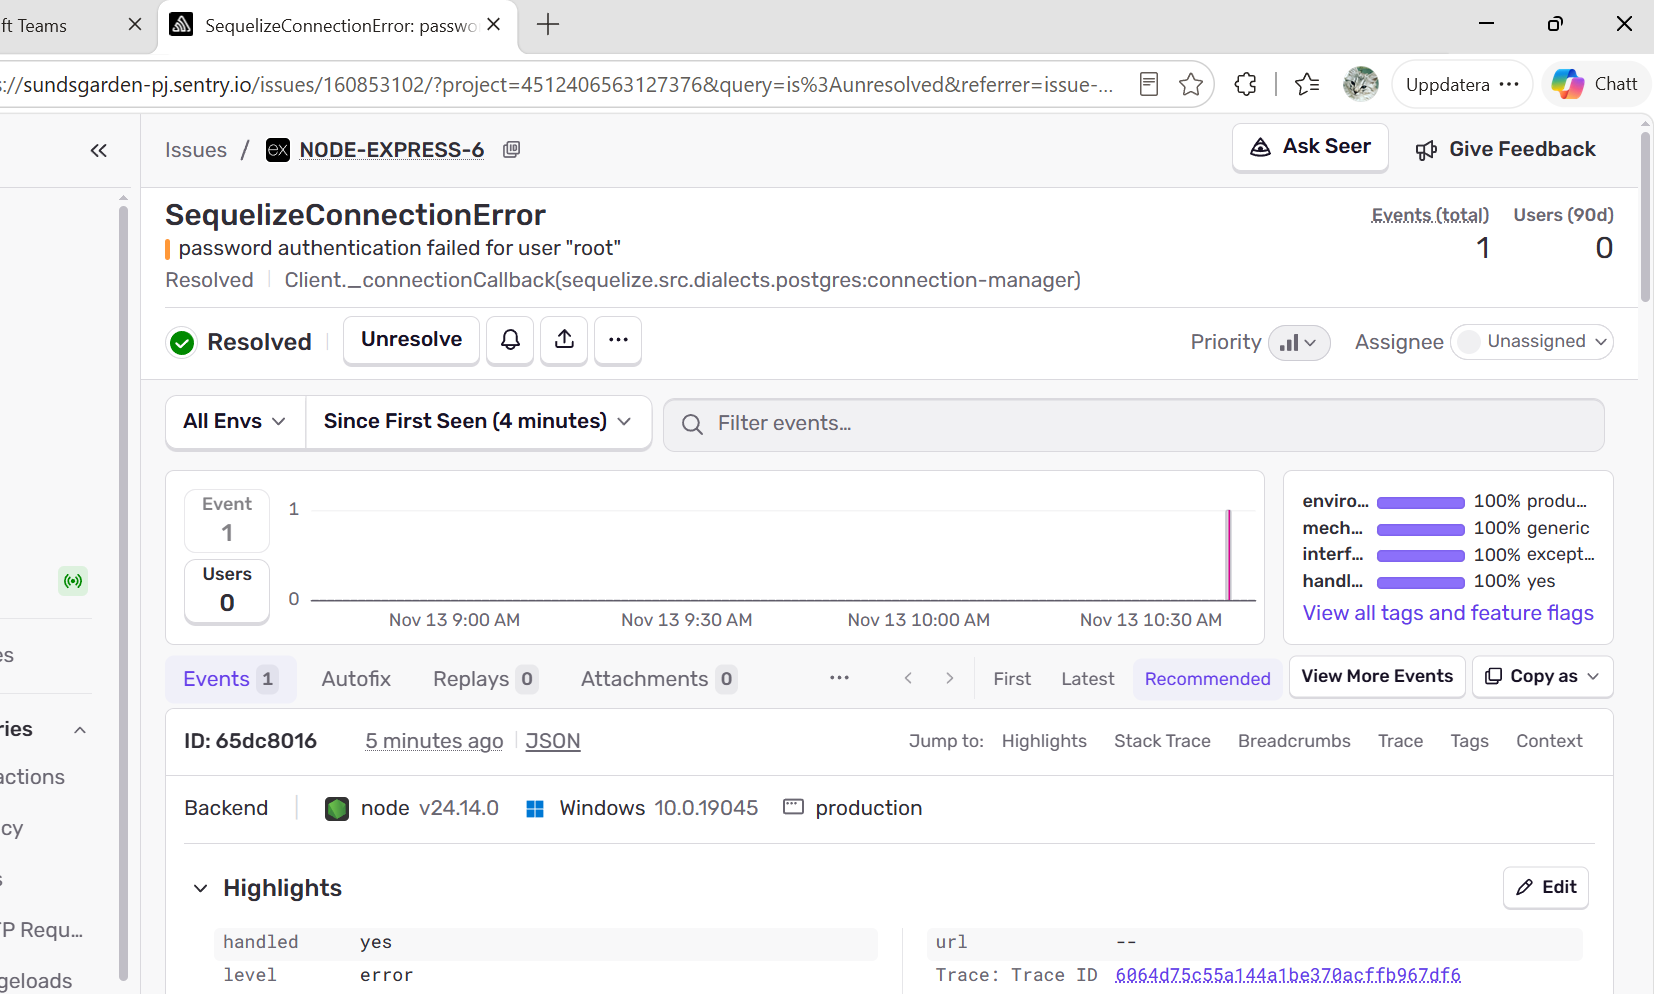 ft Teams
SequelizeConnectionError: passwo
://sundsgarden-pj.sentry.io/issues/160853102/?project=4512406563127376&query=is%3Aunresolved&referrer=issue-...
Uppdatera
Chatt
Issues / NODE-EXPRESS-6
Ask Seer
Give Feedback
SequelizeConnectionError
Events (total) Users (90d)
password authentication failed for user "root"
1 0
Resolved Client._connectionCallback(sequelize.src.dialects.postgres:connection-manager)
Resolved Unresolve
Priority Assignee Unassigned
All Envs Since First Seen (4 minutes) Filter events...
Event
1
Users
0
1
0
Nov 13 9:00 AM Nov 13 9:30 AM Nov 13 10:00 AM Nov 13 10:30 AM
enviro... 100% produ...
mech... 100% generic
interf... 100% except...
handl... 100% yes
View all tags and feature flags
es
ries
actions
cy
s
TP Requ...
geloads
Events 1 Autofix Replays 0 Attachments 0 ... First Latest Recommended View More Events Copy as
ID: 65dc8016 5 minutes ago JSON Jump to: Highlights Stack Trace Breadcrumbs Trace Tags Context
Backend node v24.14.0 Windows 10.0.19045 production
Highlights Edit
handled yes
level error
url --
Trace: Trace ID 6064d75c55a144a1be370acffb967df6